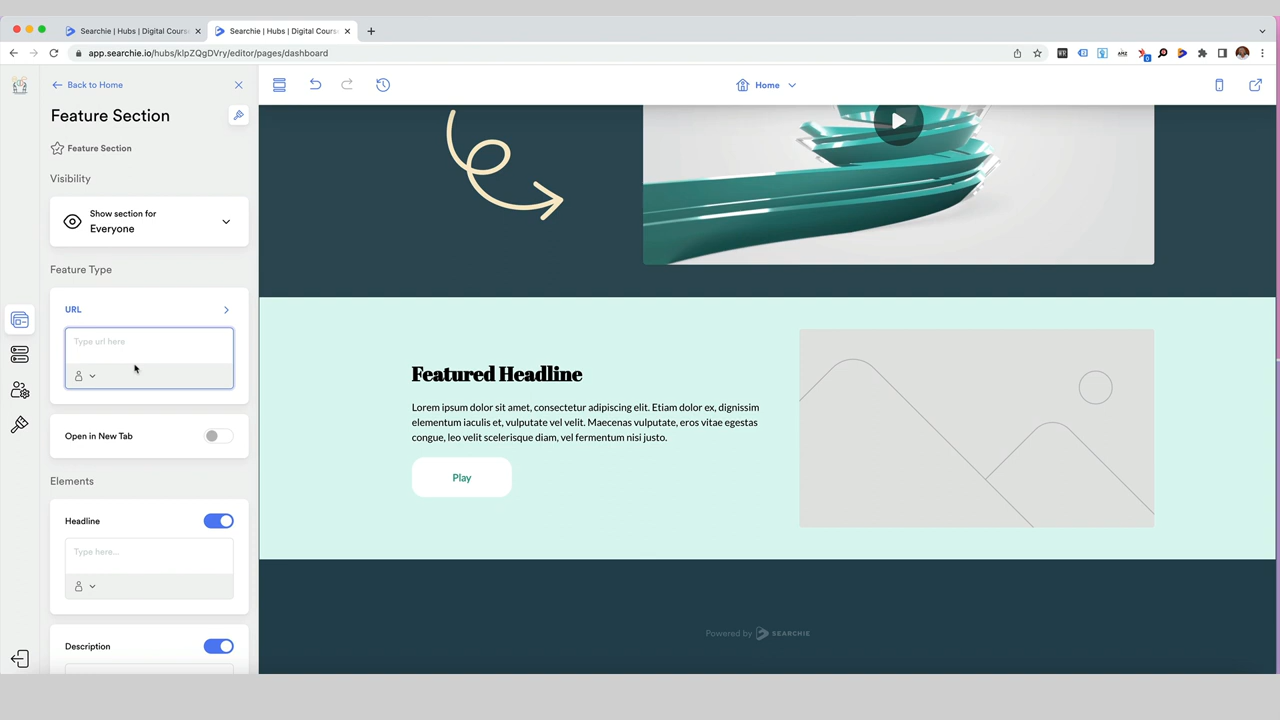 Searchie | Hubs | Digital Cours
Searchie | Hubs | Digital Cours
app.searchie.io/hubs/klpZQgDVry/editor/pages/dashboard
Back to Home
Home
Feature Section
Feature Section
Visibility
Show section for
Everyone
Feature Type
URL
Type url here
Open in New Tab
Elements
Headline
Type here...
Description
Featured Headline
Lorem ipsum dolor sit amet, consectetur adipiscing elit. Etiam dolor ex, dignissim
elementum iaculis et, vulputate vel velit. Maecenas vulputate, eros vitae egestas
congue, leo velit scelerisque diam, vel fermentum nisi justo.
Play
Powered by SEARCHIE